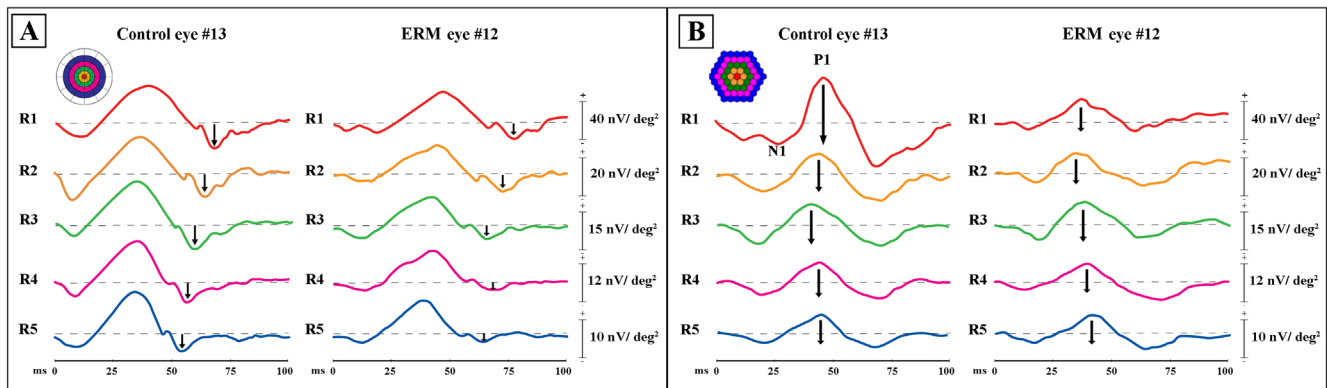 A
Control eye #13
ERM eye #12
R1
R1
+
40 nV/ deg²
-
R2
R2
+
20 nV/ deg²
-
R3
R3
+
15 nV/ deg²
-
R4
R4
+
12 nV/ deg²
-
R5
R5
+
10 nV/ deg²
-
ms 0 25 50 75 100
ms 0 25 50 75 100
B
Control eye #13
ERM eye #12
P1
N1
R1
R1
+
40 nV/ deg²
-
R2
R2
+
20 nV/ deg²
-
R3
R3
+
15 nV/ deg²
-
R4
R4
+
12 nV/ deg²
-
R5
R5
+
10 nV/ deg²
-
ms 0 25 50 75 100
ms 0 25 50 75 100